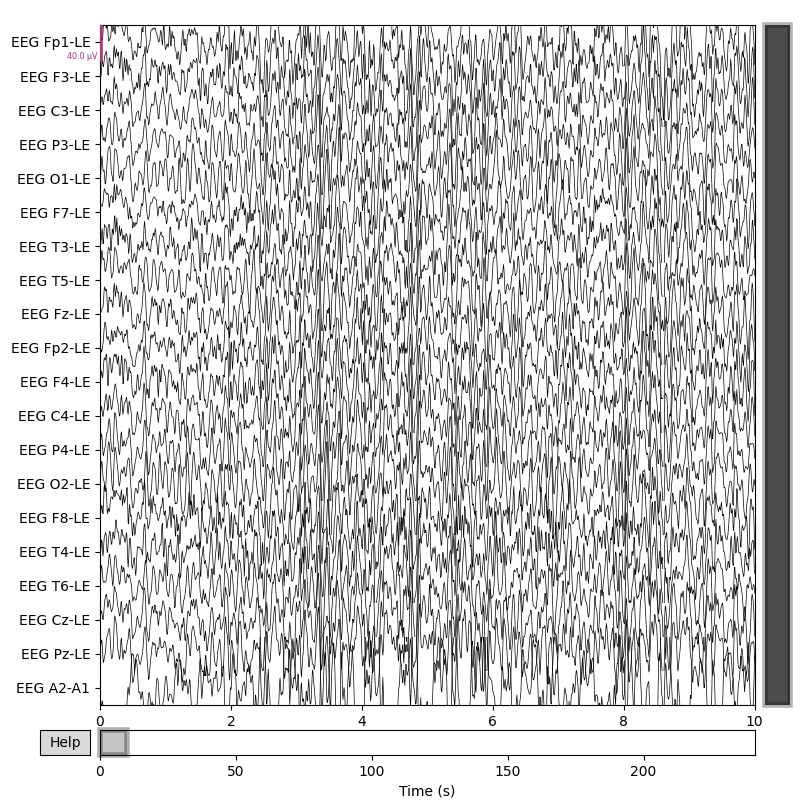 EEG Fp1-LE
40.0 µV
EEG F3-LE
EEG C3-LE
EEG P3-LE
EEG O1-LE
EEG F7-LE
EEG T3-LE
EEG T5-LE
EEG Fz-LE
EEG Fp2-LE
EEG F4-LE
EEG C4-LE
EEG P4-LE
EEG O2-LE
EEG F8-LE
EEG T4-LE
EEG T6-LE
EEG Cz-LE
EEG Pz-LE
EEG A2-A1
0 2 4 6 8 10
Help
0 50 100 150 200
Time (s)